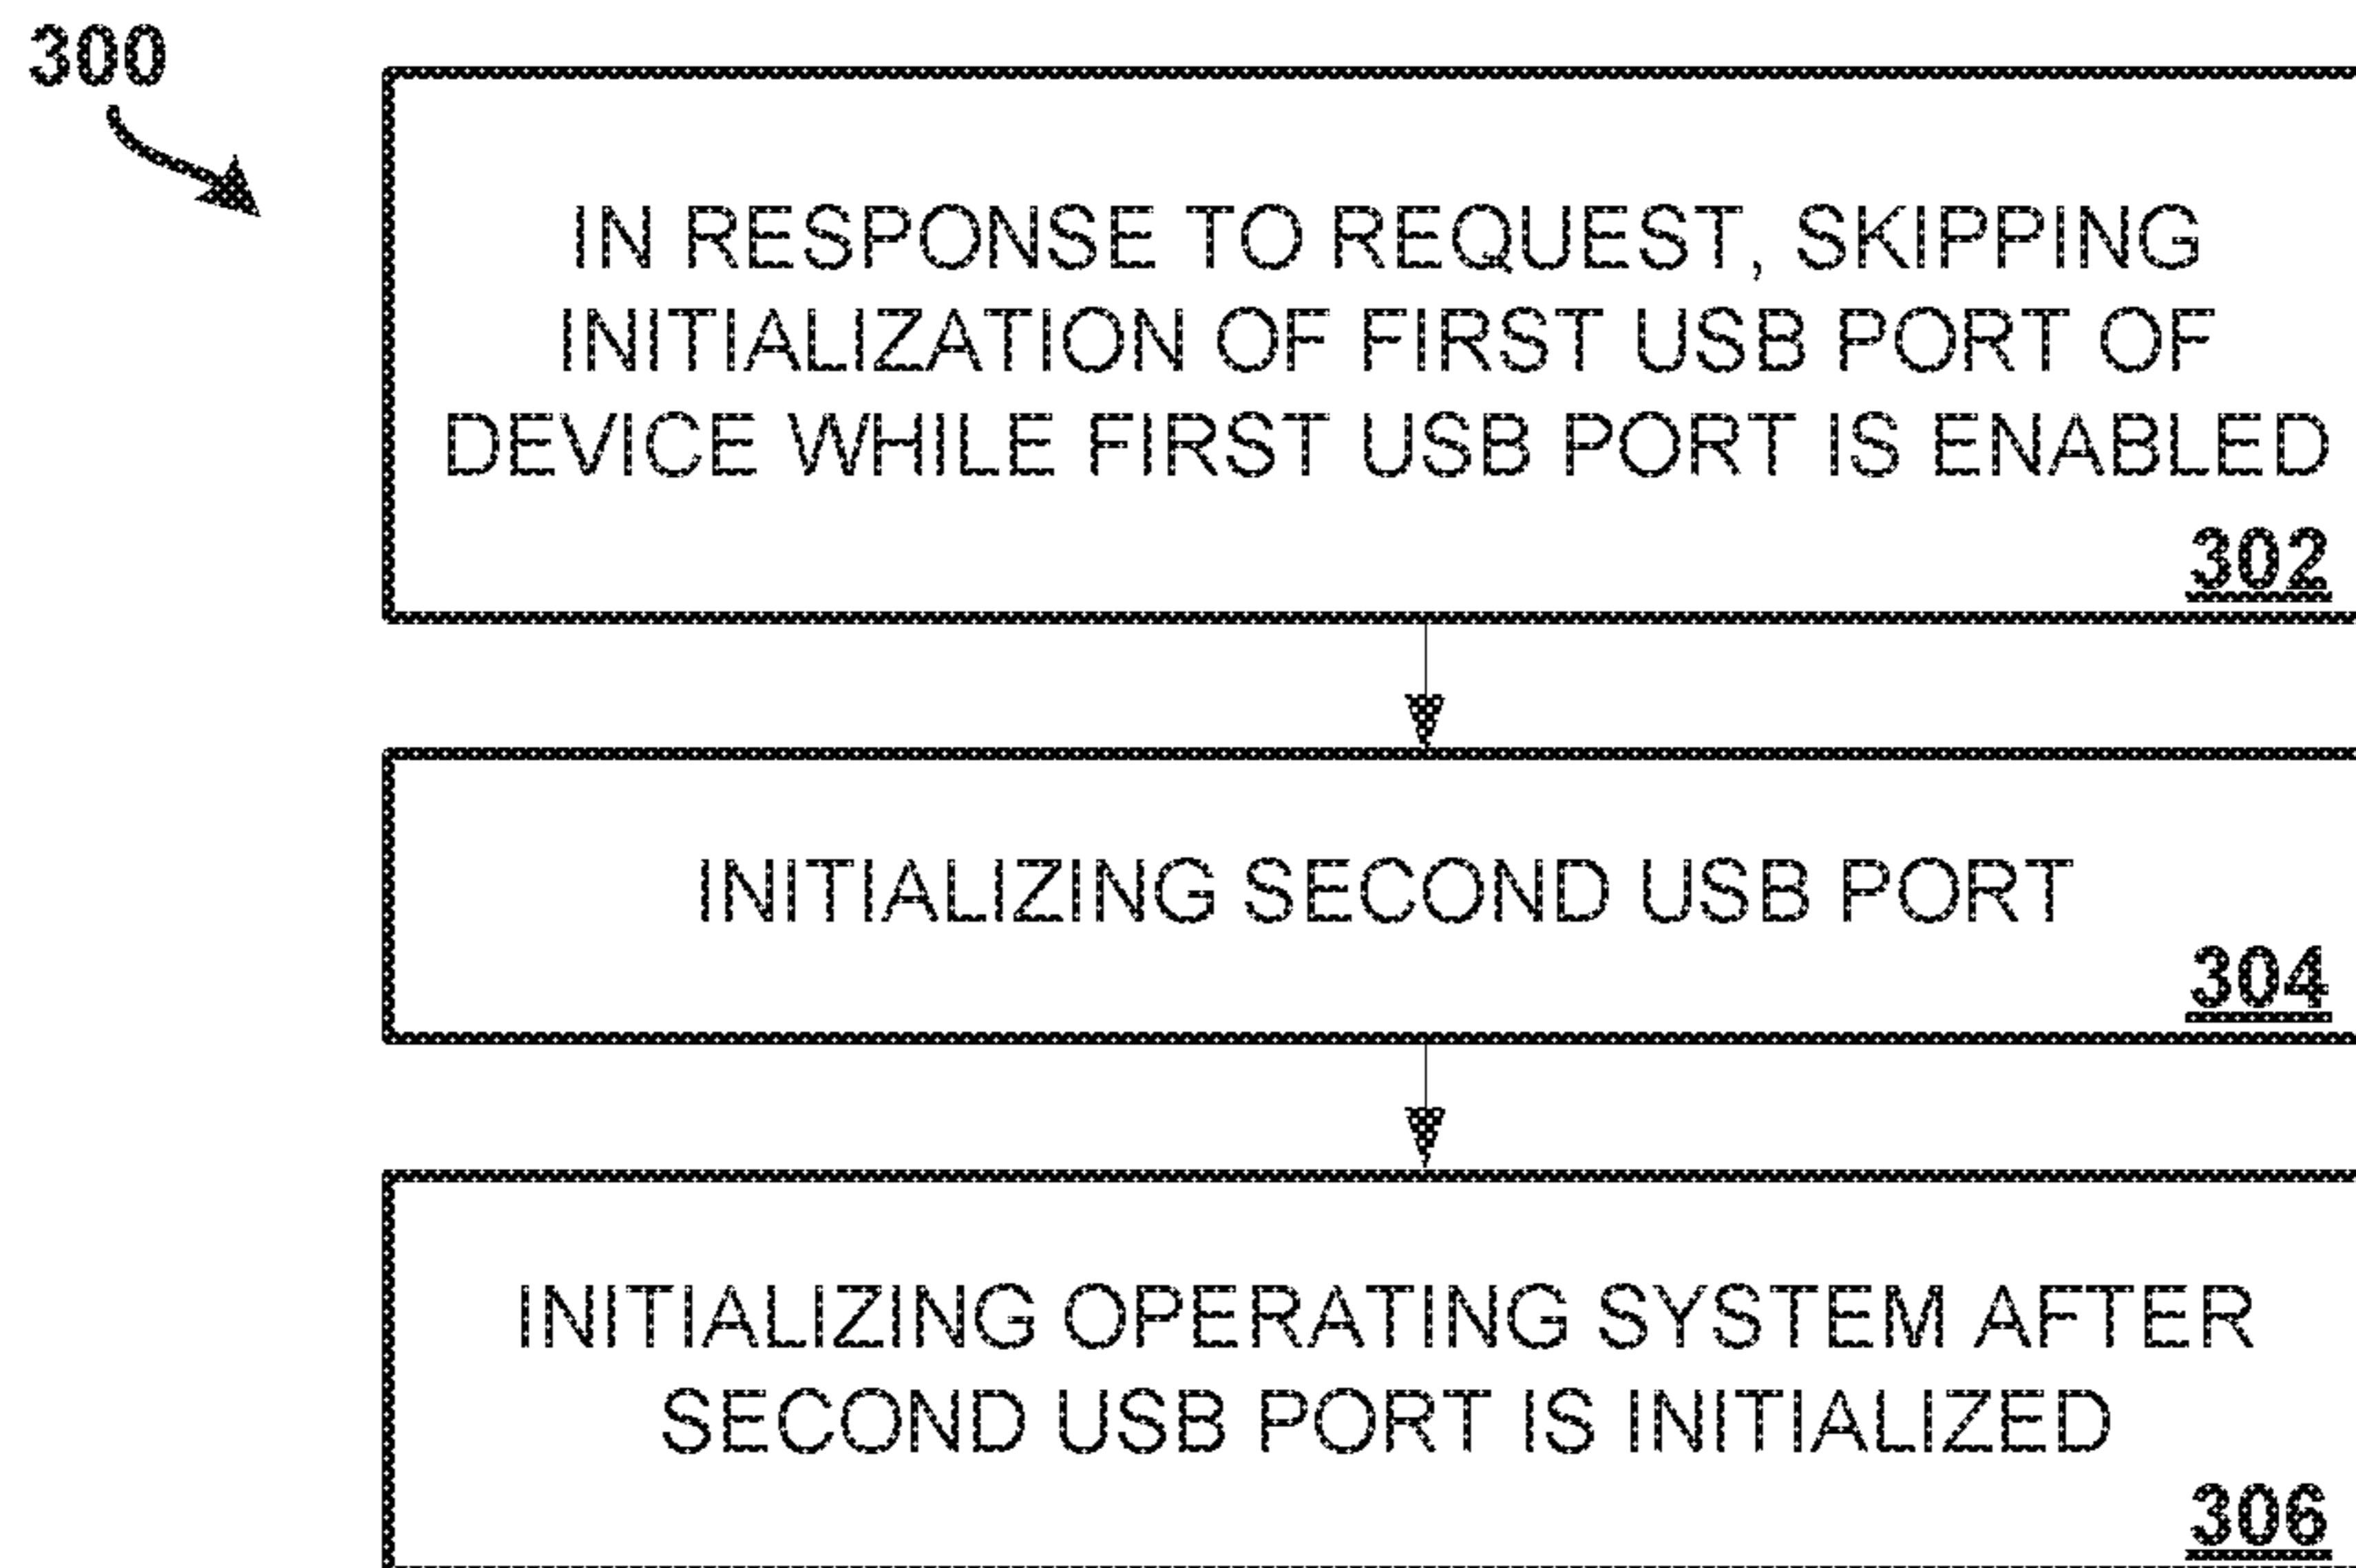 300
IN RESPONSE TO REQUEST, SKIPPING
INITIALIZATION OF FIRST USB PORT OF
DEVICE WHILE FIRST USB PORT IS ENABLED
302
INITIALIZING SECOND USB PORT
304
INITIALIZING OPERATING SYSTEM AFTER
SECOND USB PORT IS INITIALIZED
306